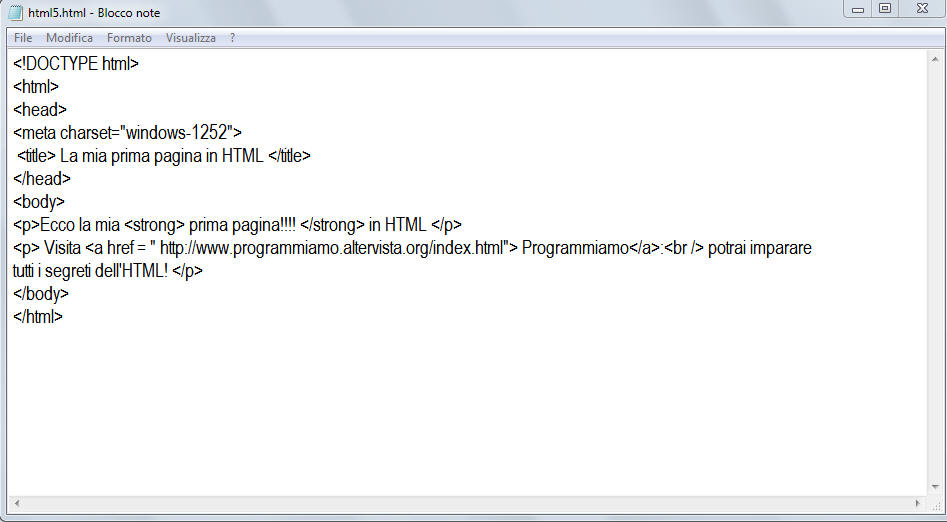 html5.html - Blocco note
File Modifica Formato Visualizza ?
<!DOCTYPE html>
<html>
<head>
<meta charset="windows-1252">
<title> La mia prima pagina in HTML </title>
</head>
<body>
<p>Ecco la mia <strong> prima pagina!!!! </strong> in HTML </p>
<p> Visita <a href = " http://www.programmiamo.altervista.org/index.html"> Programmiamo</a>:<br /> potrai imparare
tutti i segreti dell'HTML! </p>
</body>
</html>